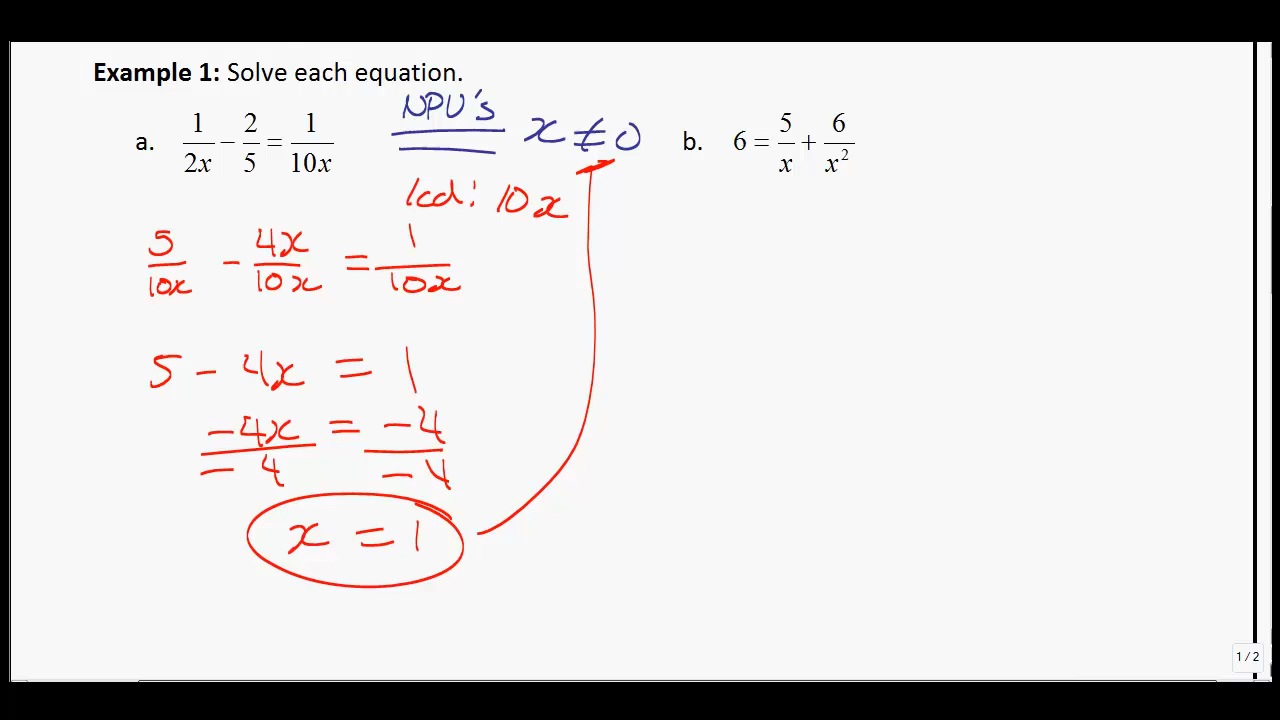 Example 1: Solve each equation.
a. 1/2x − 2/5 = 1/10x
NPV's x ≠ 0
lcd: 10x
5/10x − 4x/10x = 1/10x
5 − 4x = 1
−4x/−4 = −4/−4
x = 1
b. 6 = 5/x + 6/x²
1/2